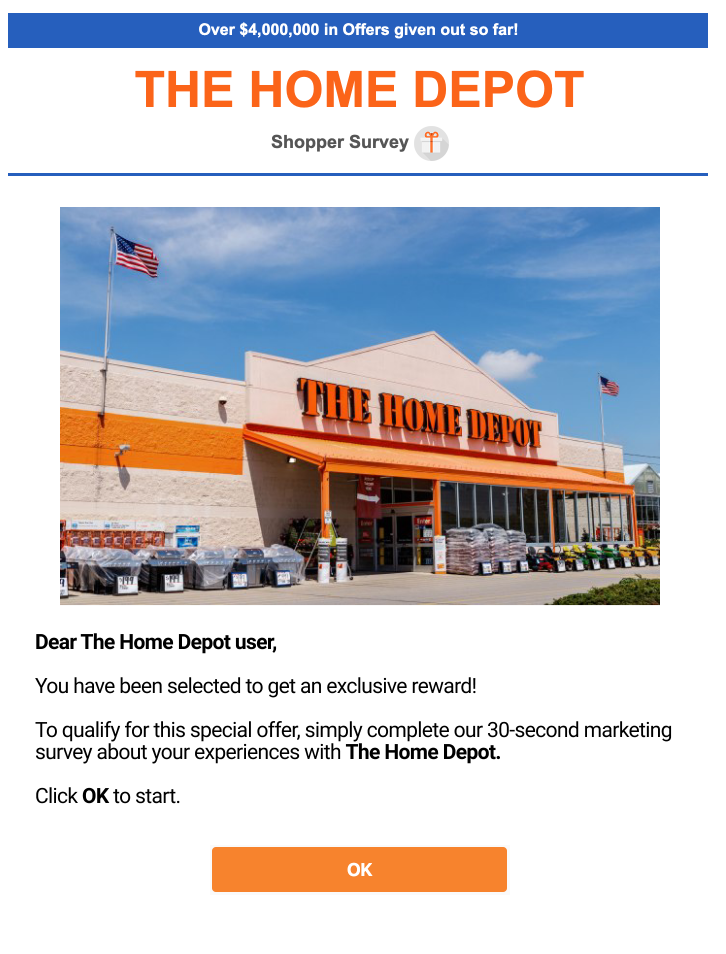 Over $4,000,000 in Offers given out so far!
THE HOME DEPOT
Shopper Survey
THE HOME DEPOT
Dear The Home Depot user,
You have been selected to get an exclusive reward!
To qualify for this special offer, simply complete our 30-second marketing
survey about your experiences with The Home Depot.
Click OK to start.
OK